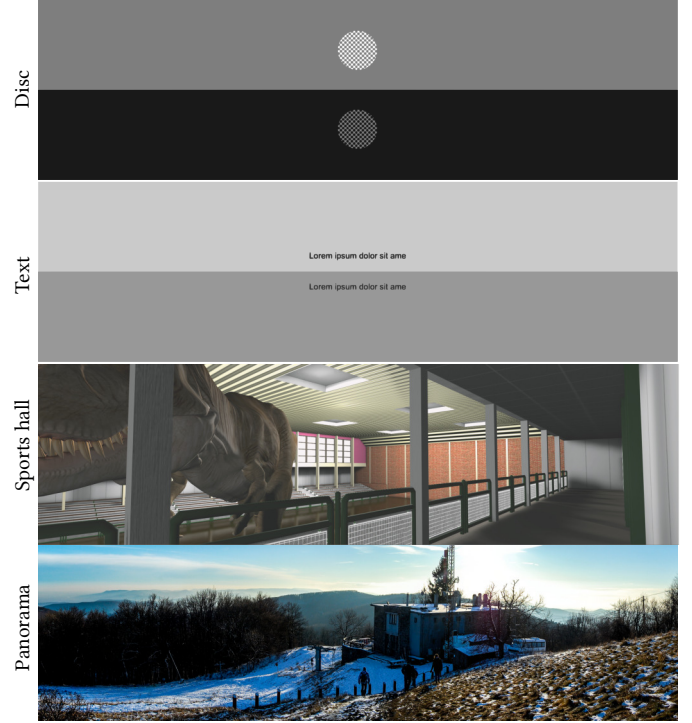 Disc
Text
Lorem ipsum dolor sit ame
Lorem ipsum dolor sit ame
Sports hall
Panorama